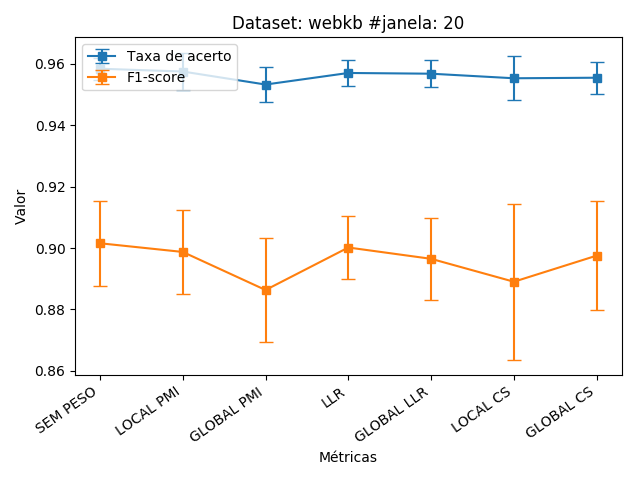 Dataset: webkb #janela: 20
Taxa de acerto
F1-score
Valor
0.96
0.94
0.92
0.90
0.88
0.86
SEM PESO
LOCAL PMI
GLOBAL PMI
LLR
GLOBAL LLR
LOCAL CS
GLOBAL CS
Métricas